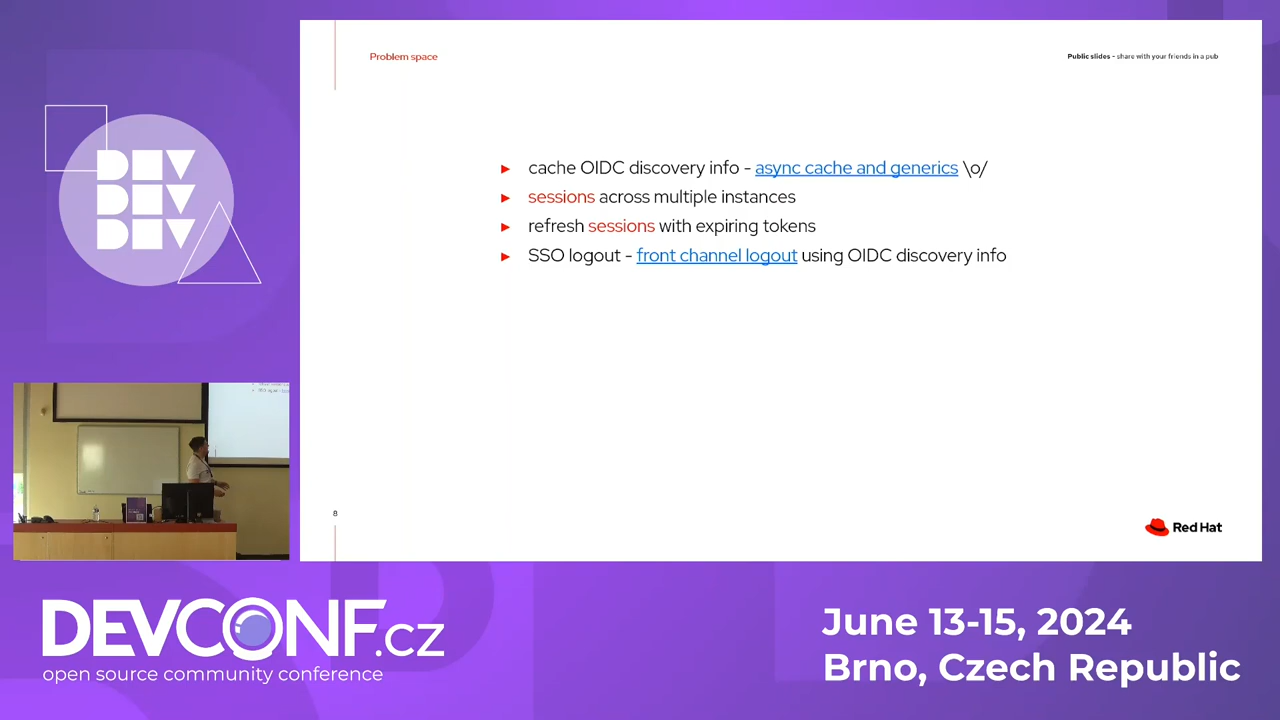 Problem space
Public slides - share with your friends in a pub
DEV
DEV
DEV
► cache OIDC discovery info - async cache and generics \o/
► sessions across multiple instances
► refresh sessions with expiring tokens
► SSO logout - front channel logout using OIDC discovery info
8
Red Hat
DEVCONF.cz
open source community conference
June 13-15, 2024
Brno, Czech Republic